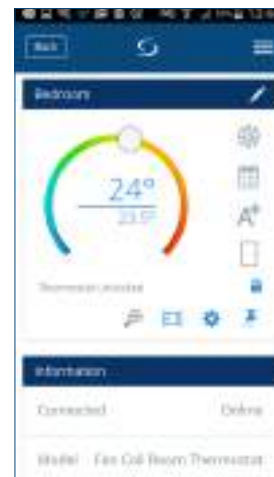 Back
Bedroom
24°
23.5°
Thermostat unlocked
Information
Connected Online
Model Fan Coil Room Thermostat